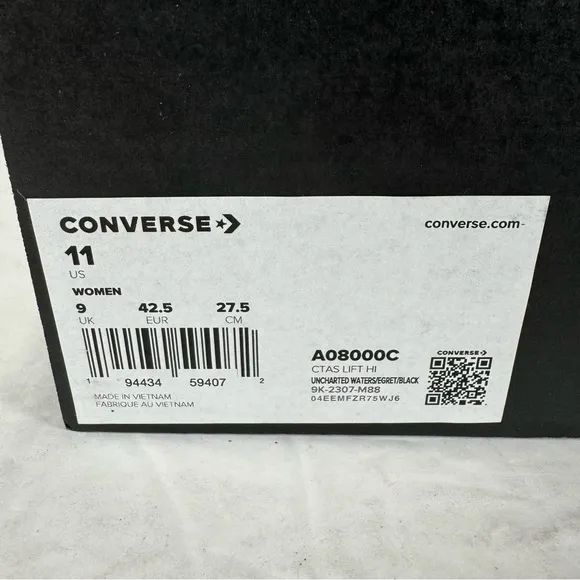 CONVERSE
converse.com
11
US
WOMEN
9 42.5 27.5
UK EUR CM
1 94434 59407 2
MADE IN VIETNAM
FABRIQUE AU VIETNAM
A08000C
CTAS LIFT HI
UNCHARTED WATERS/EGRET/BLACK
9K-2307-M88
04EEMFZR75WJ6
CONVERSE